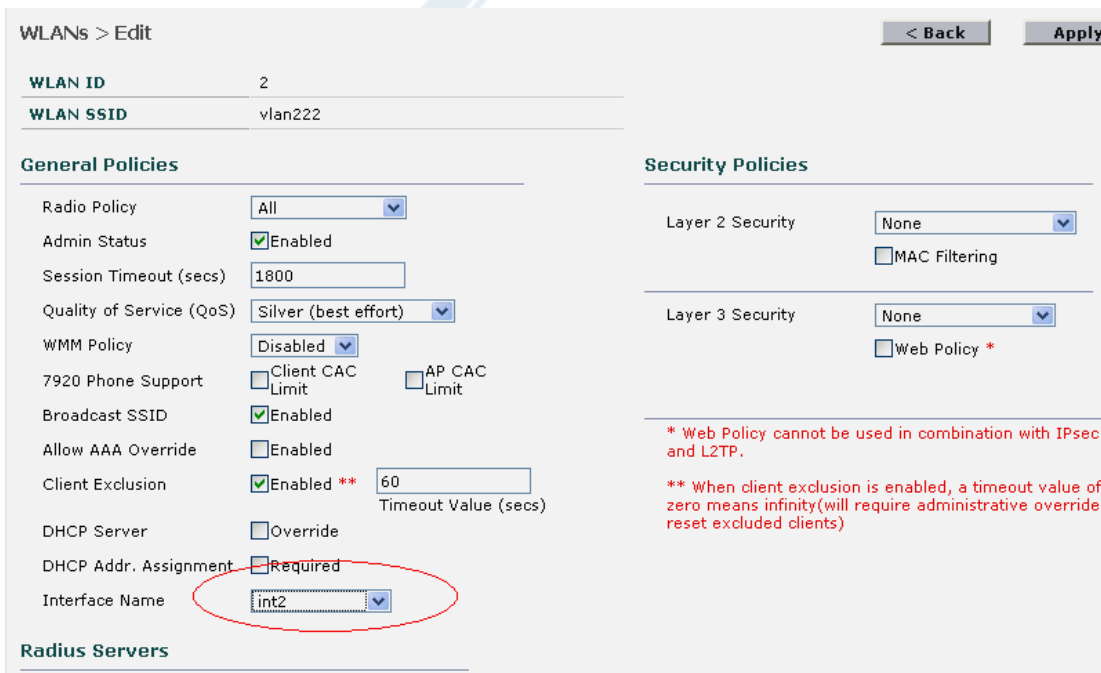 WLANs > Edit
< Back
Apply
WLAN ID 2
WLAN SSID vlan222
General Policies
Radio Policy All
Admin Status Enabled
Session Timeout (secs) 1800
Quality of Service (QoS) Silver (best effort)
WMM Policy Disabled
7920 Phone Support Client CAC Limit AP CAC Limit
Broadcast SSID Enabled
Allow AAA Override Enabled
Client Exclusion Enabled ** 60
Timeout Value (secs)
DHCP Server Override
DHCP Addr. Assignment Required
Interface Name int2
Radius Servers
Security Policies
Layer 2 Security None
MAC Filtering
Layer 3 Security None
Web Policy *
* Web Policy cannot be used in combination with IPsec
and L2TP.
** When client exclusion is enabled, a timeout value of
zero means infinity(will require administrative override
reset excluded clients)